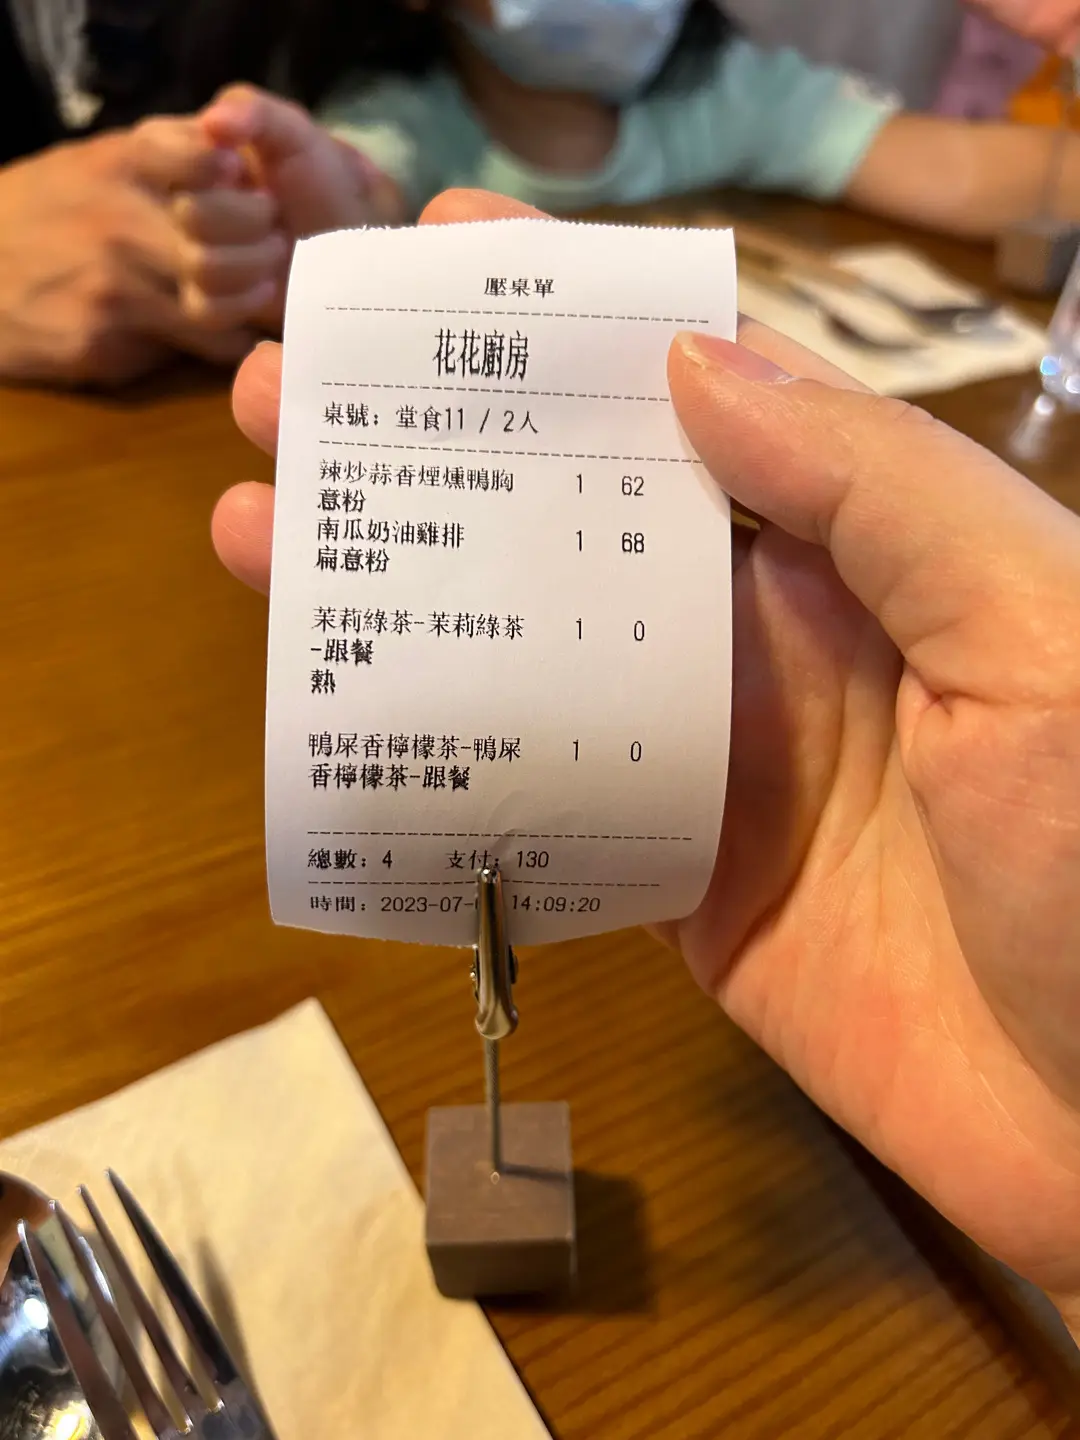 壓桌單
花花廚房
桌號：堂食11 / 2人
辣炒蒜香煙燻鴨胸 1 62
意粉
南瓜奶油雞排 1 68
扁意粉
茉莉綠茶-茉莉綠茶 1 0
-跟餐
熱
鴨屎香檸檬茶-鴨屎 1 0
香檸檬茶-跟餐
總數：4 支付：130
時間：2023-07- 14:09:20